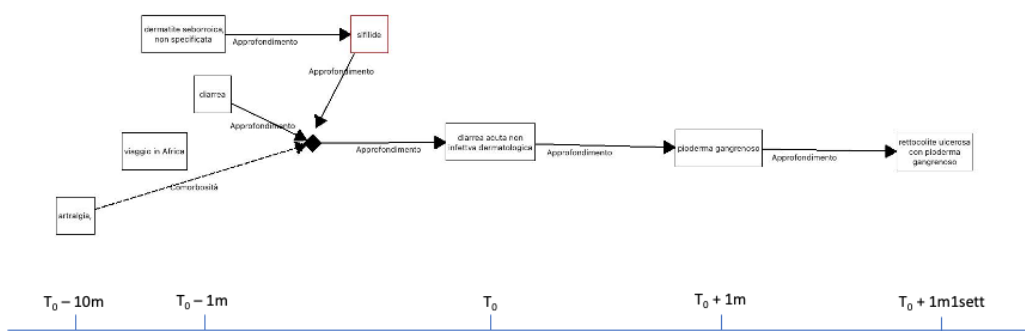 dermatite seborroica,
non specificata
Approfondimento
sifilide
Approfondimento
diarrea
Approfondimento
viaggio in Africa
Comorbosità
artralgia,
Approfondimento
diarrea acuta non
infettiva dermatologica
Approfondimento
pioderma gangrenoso
Approfondimento
rettocolite ulcerosa
con pioderma
gangrenoso
T₀ – 10m
T₀ – 1m
T₀
T₀ + 1m
T₀ + 1m1sett